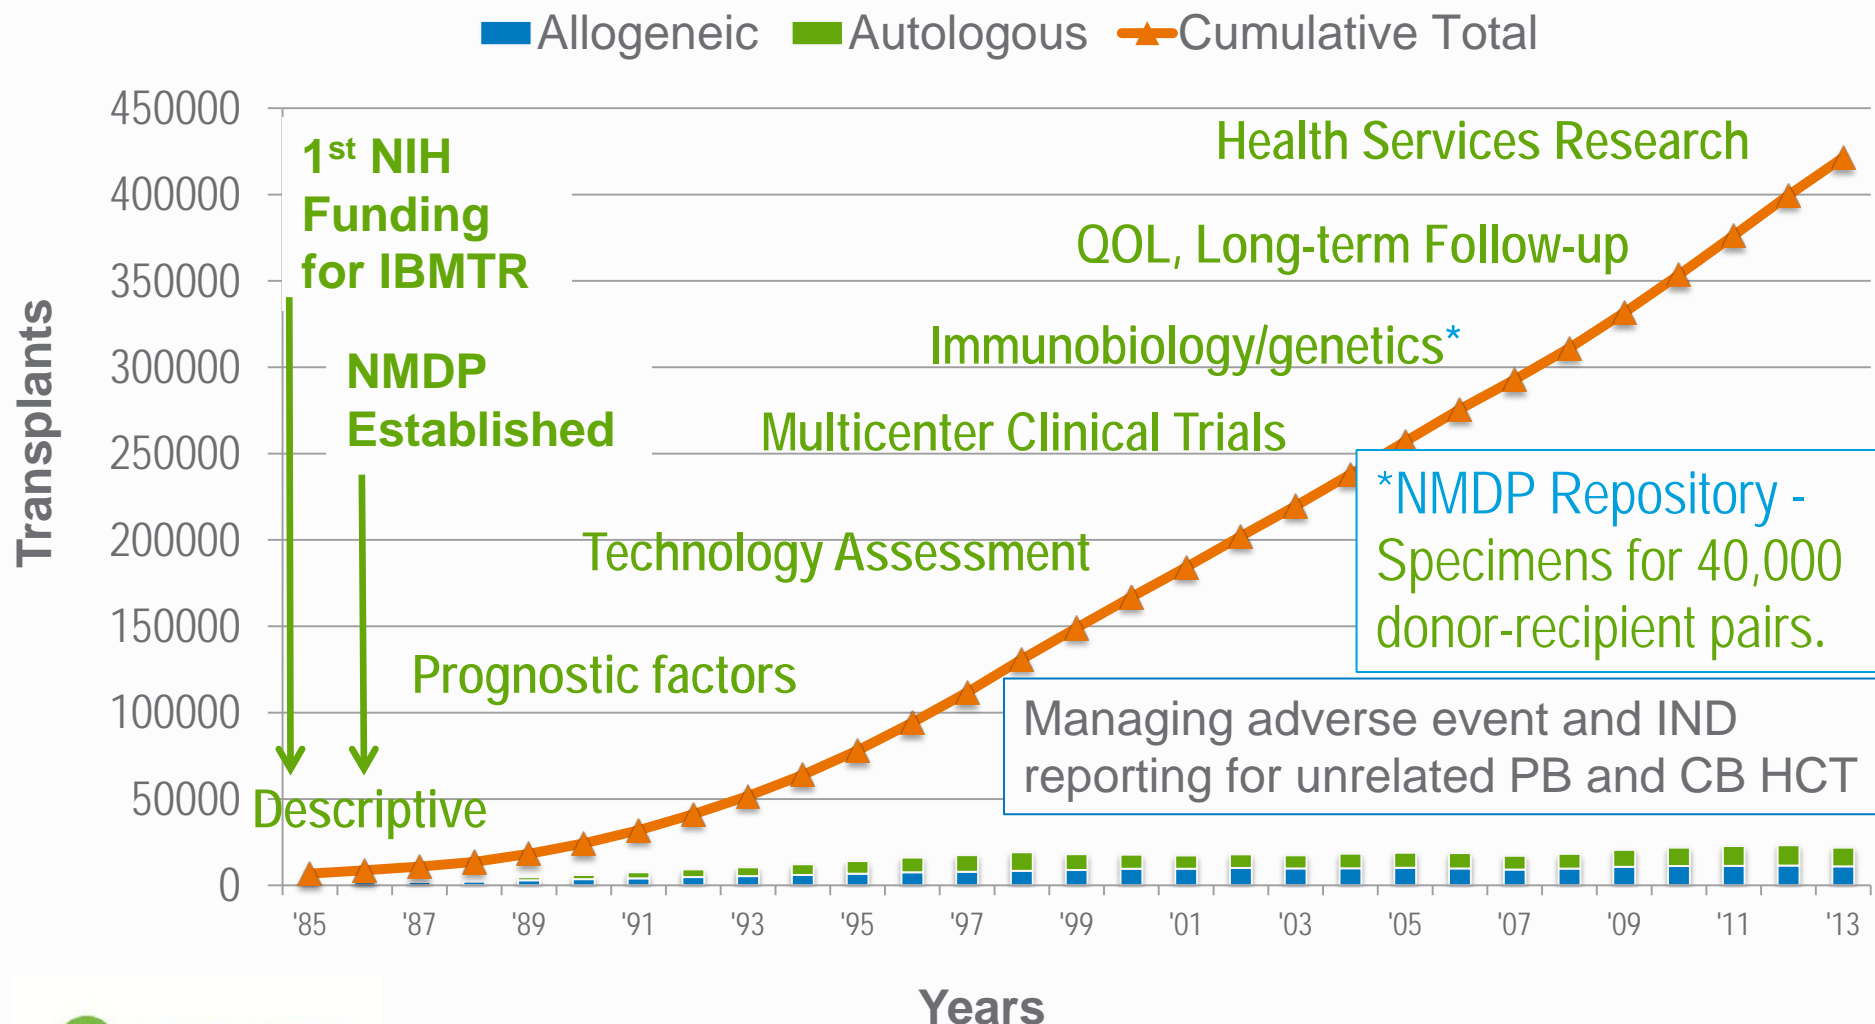 Allogeneic Autologous Cumulative Total
450000
400000
350000
300000
250000
200000
150000
100000
50000
0
Transplants
1st NIH
Funding
for IBMTR
NMDP
Established
Health Services Research
QOL, Long-term Follow-up
Immunobiology/genetics*
Multicenter Clinical Trials
Technology Assessment
Prognostic factors
Descriptive
*NMDP Repository -
Specimens for 40,000
donor-recipient pairs.
Managing adverse event and IND
reporting for unrelated PB and CB HCT
'85 '87 '89 '91 '93 '95 '97 '99 '01 '03 '05 '07 '09 '11 '13
Years